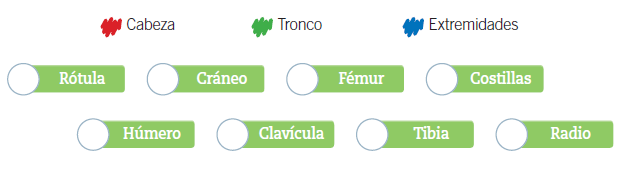 Cabeza Tronco Extremidades
Rótula Cráneo Fémur Costillas
Húmero Clavícula Tibia Radio